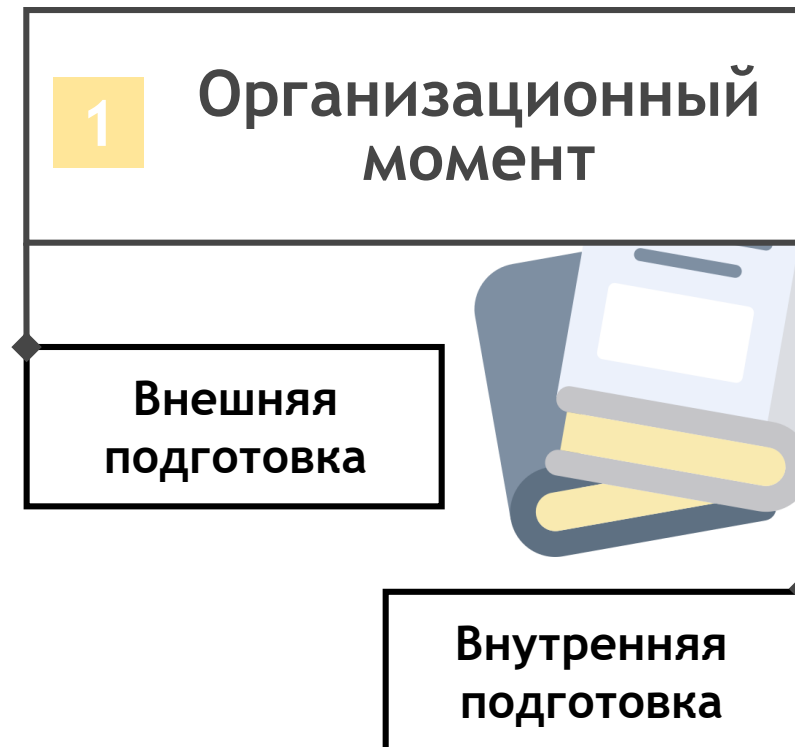 1
Организационный
момент
Внешняя
подготовка
Внутренняя
подготовка